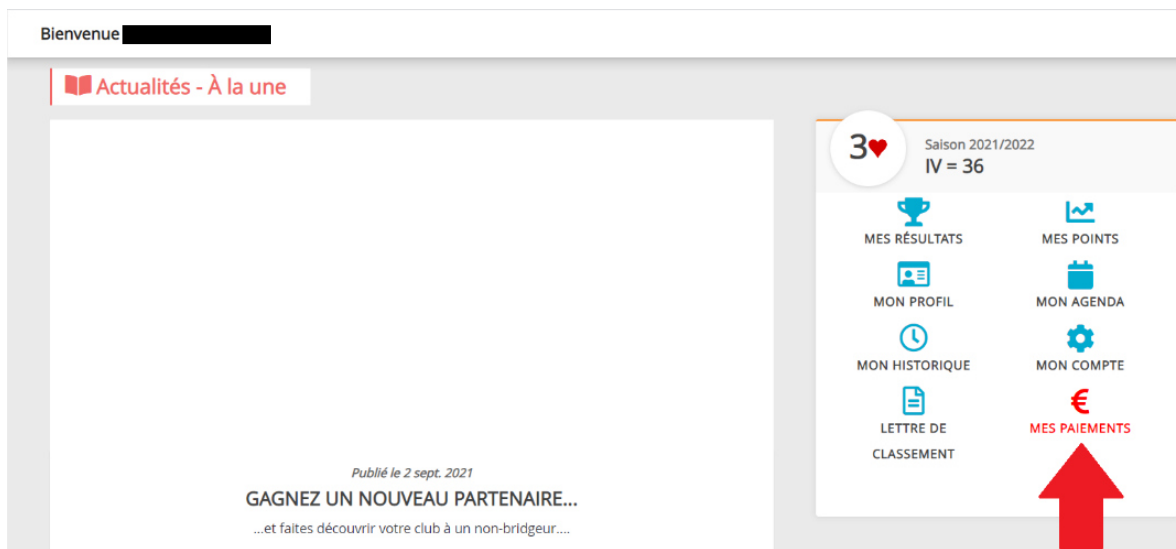 Bienvenue
Actualités - À la une
3♥
Saison 2021/2022
IV = 36
MES RÉSULTATS
MES POINTS
MON PROFIL
MON AGENDA
MON HISTORIQUE
MON COMPTE
LETTRE DE
CLASSEMENT
€
MES PAIEMENTS
Publié le 2 sept. 2021
GAGNEZ UN NOUVEAU PARTENAIRE...
...et faites découvrir votre club à un non-bridgeur....